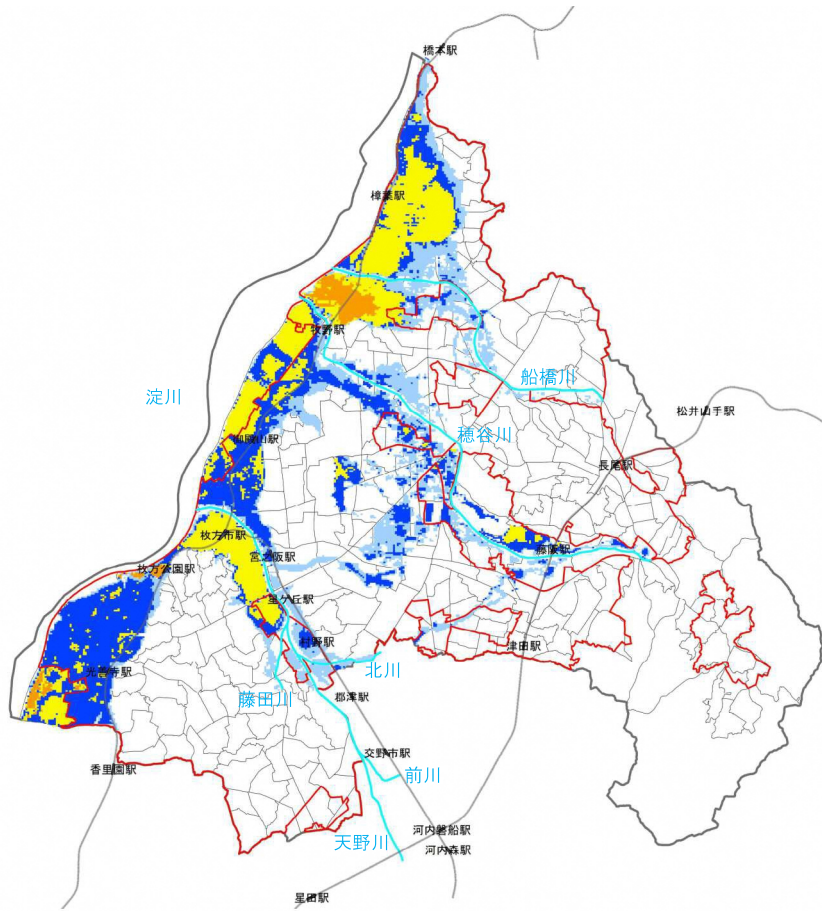 橋本駅
樟葉駅
牧野駅
船橋川
淀川
松井山手駅
穂谷川
御殿山駅
長尾駅
枚方市駅
藤阪駅
宮之阪駅
枚方公園駅
星ヶ丘駅
村野駅
津田駅
北川
光善寺駅
藤田川
郡津駅
交野市駅
香里園駅
前川
河内磐船駅
天野川
河内森駅
星田駅